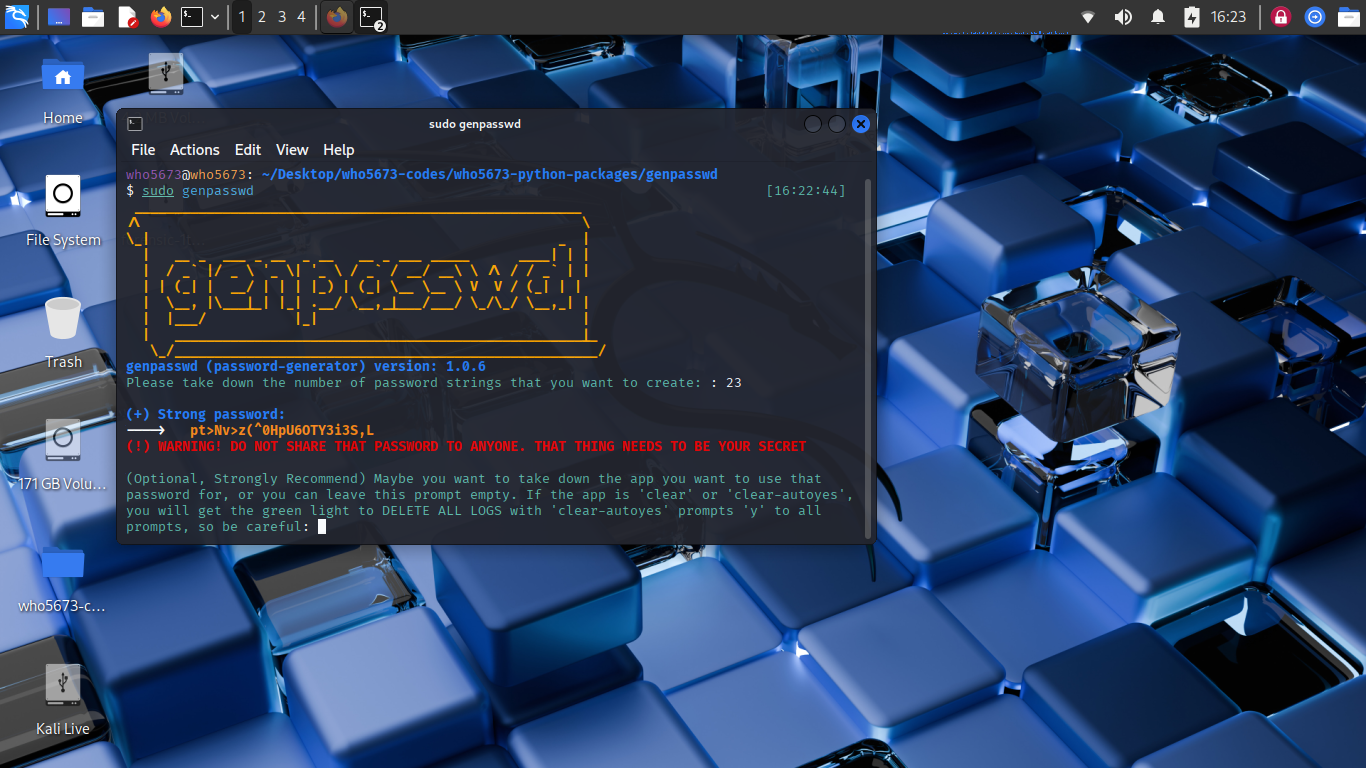 1 2 3 4
2
16:23
Home
File System
Trash
171 GB Volu…
who5673-c…
Kali Live
sudo genpasswd
File Actions Edit View Help
who5673@who5673: ~/Desktop/who5673-codes/who5673-python-packages/genpasswd
$ sudo genpasswd [16:22:44]
genpasswd
genpasswd (password-generator) version: 1.0.6
Please take down the number of password strings that you want to create: : 23
(+) Strong password:
———> pt>Nv>z(^0HpU6OTY3i3S,L
(!) WARNING! DO NOT SHARE THAT PASSWORD TO ANYONE. THAT THING NEEDS TO BE YOUR SECRET
(Optional, Strongly Recommend) Maybe you want to take down the app you want to use that
password for, or you can leave this prompt empty. If the app is 'clear' or 'clear-autoyes',
you will get the green light to DELETE ALL LOGS with 'clear-autoyes' prompts 'y' to all
prompts, so be careful: